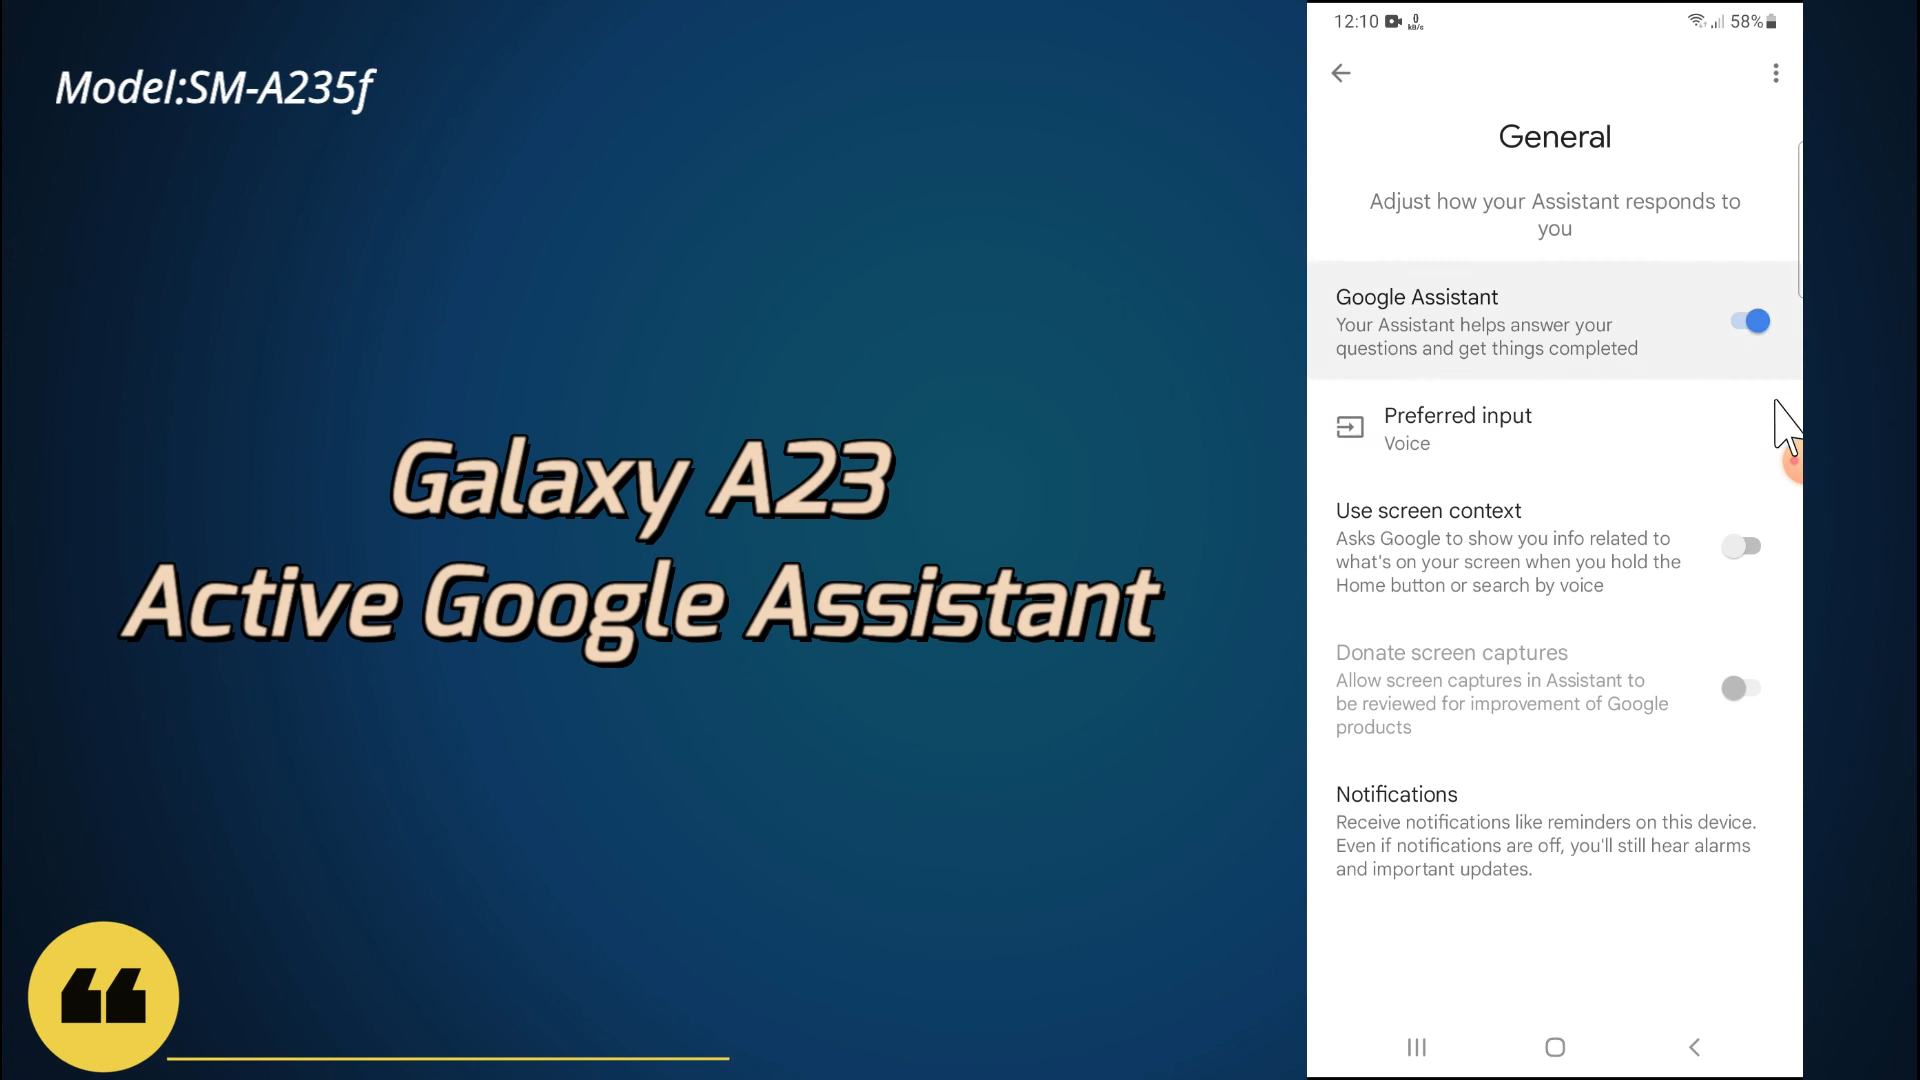 Model:SM-A235f
Galaxy A23
Active Google Assistant
12:10
0
kB/s
58%
General
Adjust how your Assistant responds to
you
Google Assistant
Your Assistant helps answer your
questions and get things completed
Preferred input
Voice
Use screen context
Asks Google to show you info related to
what's on your screen when you hold the
Home button or search by voice
Donate screen captures
Allow screen captures in Assistant to
be reviewed for improvement of Google
products
Notifications
Receive notifications like reminders on this device.
Even if notifications are off, you'll still hear alarms
and important updates.